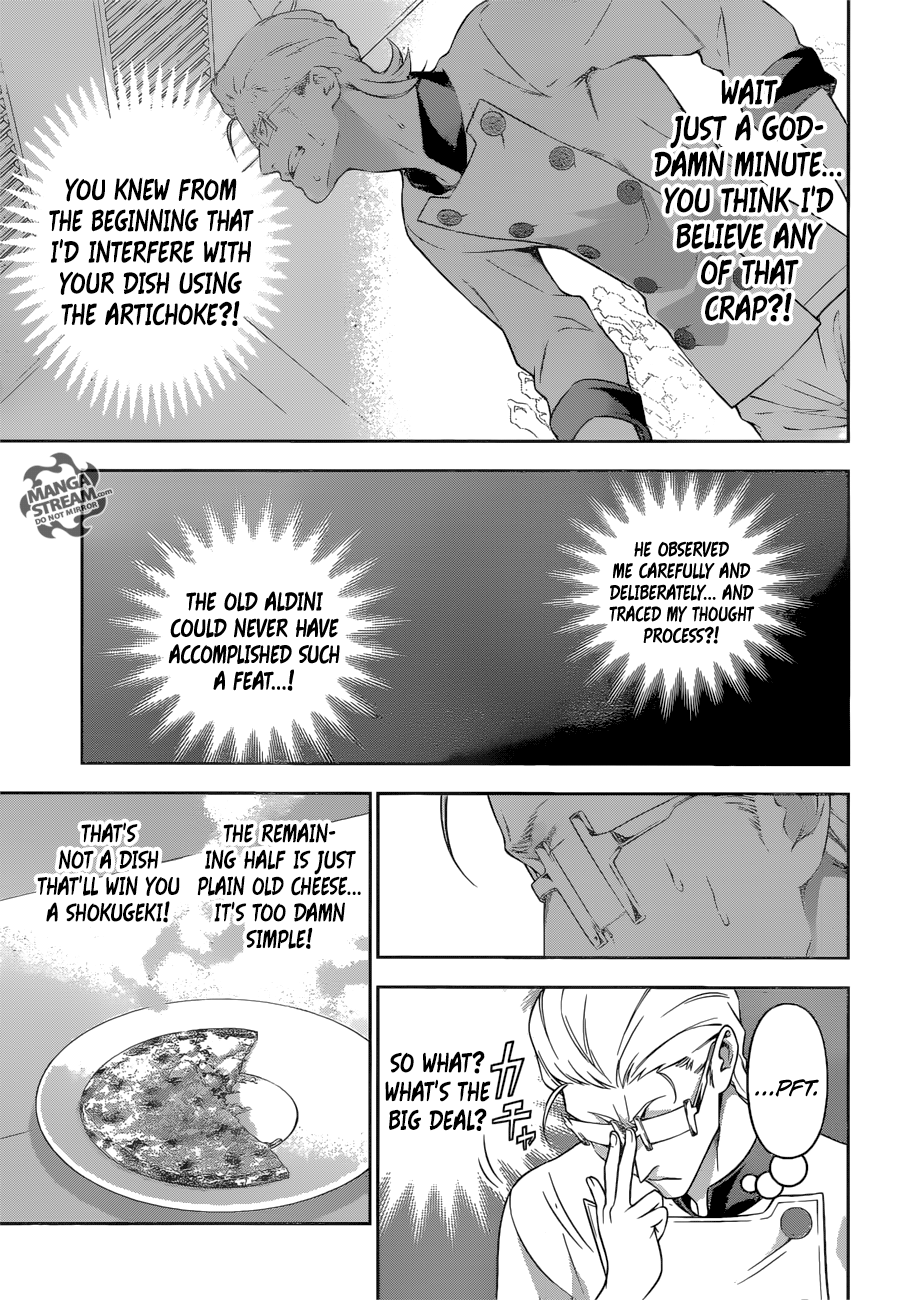 WAIT
JUST A GOD-
DAMN MINUTE...
YOU THINK I'D
BELIEVE ANY
OF THAT
CRAP?!
YOU KNEW FROM
THE BEGINNING THAT
I'D INTERFERE WITH
YOUR DISH USING
THE ARTICHOKE?!
MANGA
STREAM.com
DO NOT MIRROR
HE OBSERVED
ME CAREFULLY AND
DELIBERATELY... AND
TRACED MY THOUGHT
PROCESS?!
THE OLD ALDINI
COULD NEVER HAVE
ACCOMPLISHED SUCH
A FEAT...!
...PFT.
カチャ
SO WHAT?
WHAT'S THE
BIG DEAL?
THE REMAIN-
ING HALF IS JUST
PLAIN OLD CHEESE...
IT'S TOO DAMN
SIMPLE!
THAT'S
NOT A DISH
THAT'LL WIN YOU
A SHOKUGEKI!